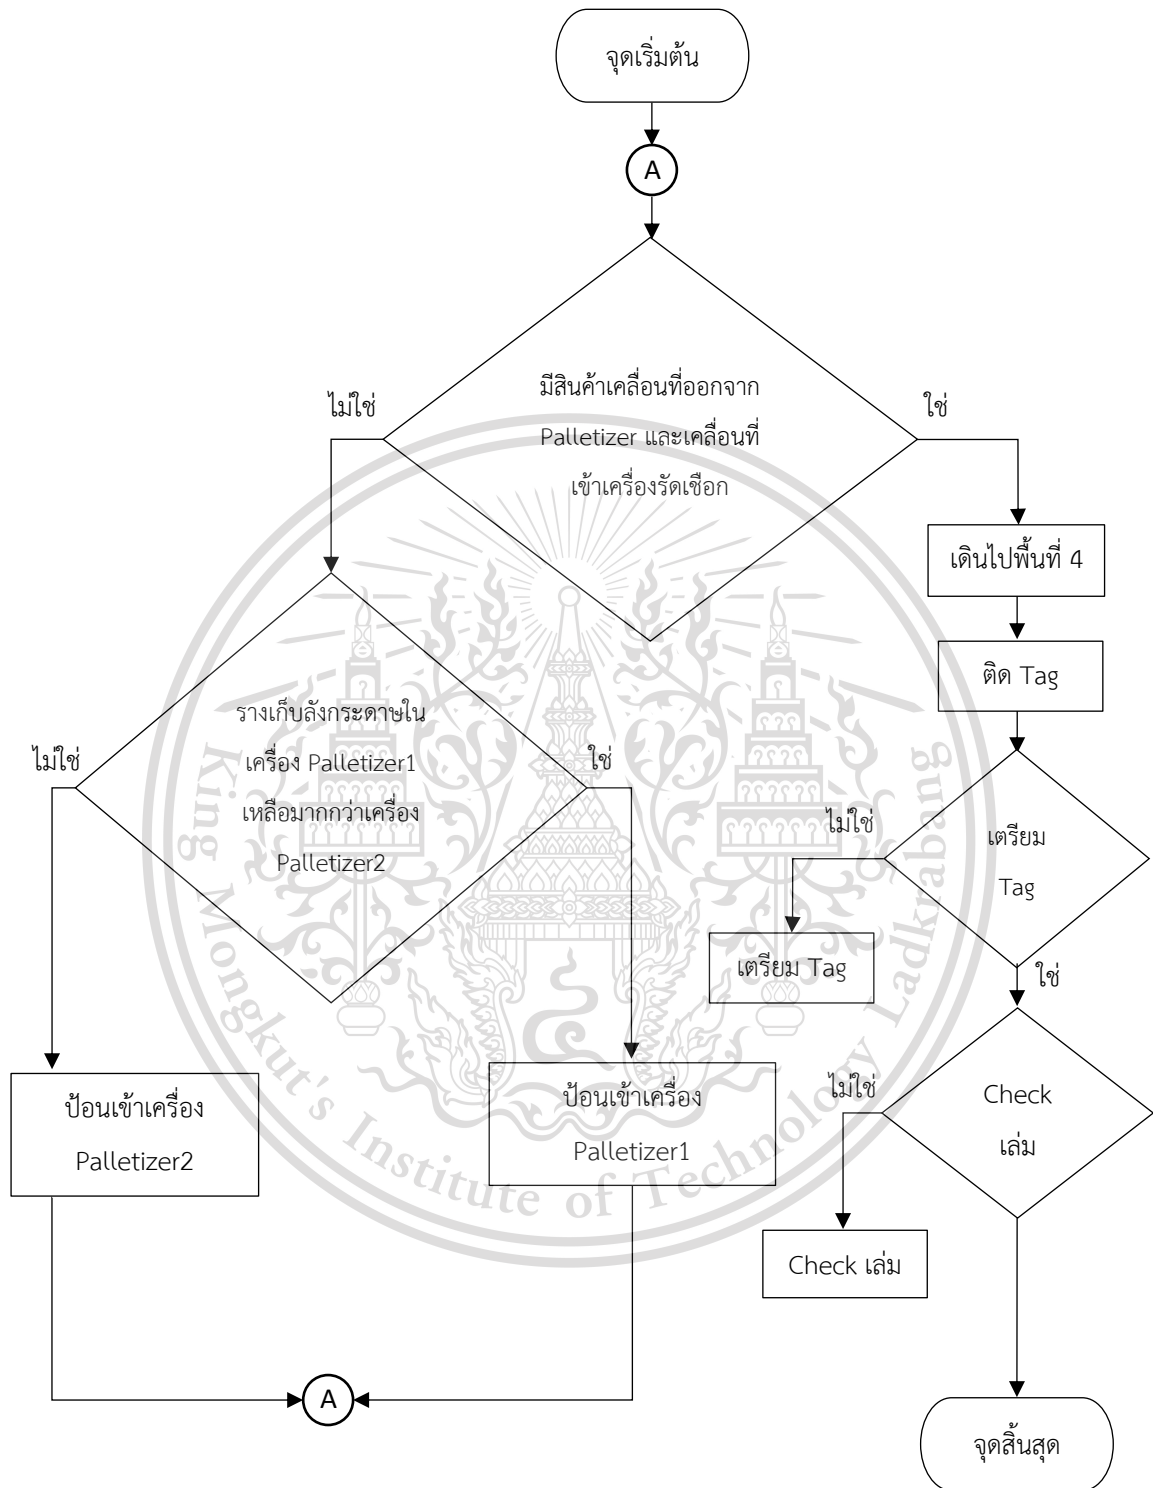 จุดเริ่มต้น
A
มีสินค้าเคลื่อนที่ออกจาก
Palletizer และเคลื่อนที่
เข้าเครื่องรัดเชือก
ไม่ใช่
ใช่
เดินไปพื้นที่ 4
ติด Tag
รางเก็บลังกระดาษใน
เครื่อง Palletizer1
เหลือมากกว่าเครื่อง
Palletizer2
ไม่ใช่
ใช่
เตรียม
Tag
ไม่ใช่
ใช่
เตรียม Tag
ป้อนเข้าเครื่อง
Palletizer2
ป้อนเข้าเครื่อง
Palletizer1
Check
เล่ม
ไม่ใช่
Check เล่ม
A
จุดสิ้นสุด
King Mongkut's Institute of Technology Ladkrabang